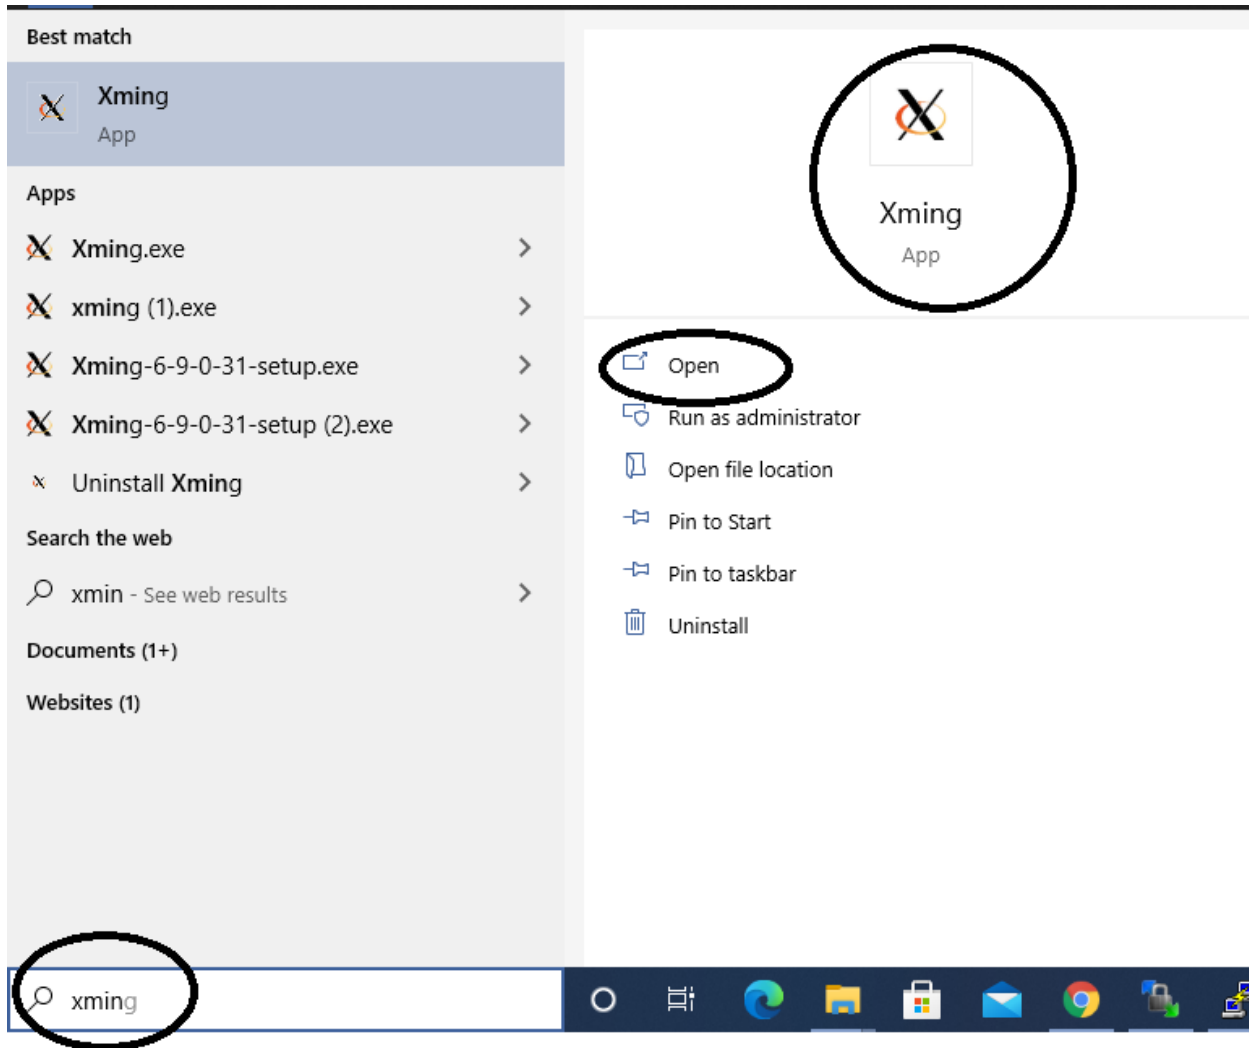 Best match
Xming
App
Apps
Xming.exe
xming (1).exe
Xming-6-9-0-31-setup.exe
Xming-6-9-0-31-setup (2).exe
Uninstall Xming
Search the web
xmin - See web results
Documents (1+)
Websites (1)
Xming
App
Open
Run as administrator
Open file location
Pin to Start
Pin to taskbar
Uninstall
xming